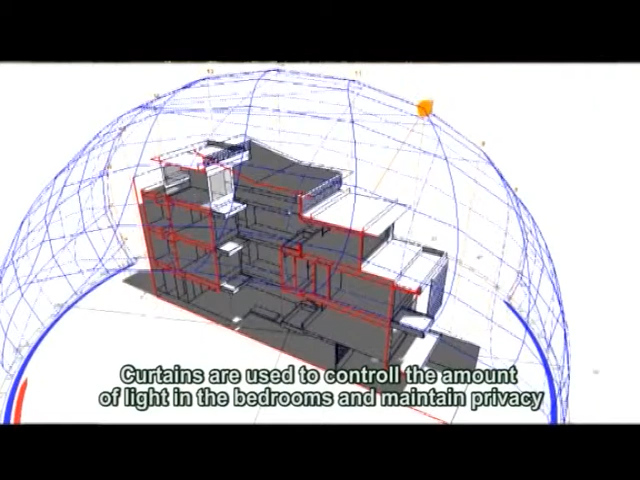 Curtains are used to controll the amount
of light in the bedrooms and maintain privacy